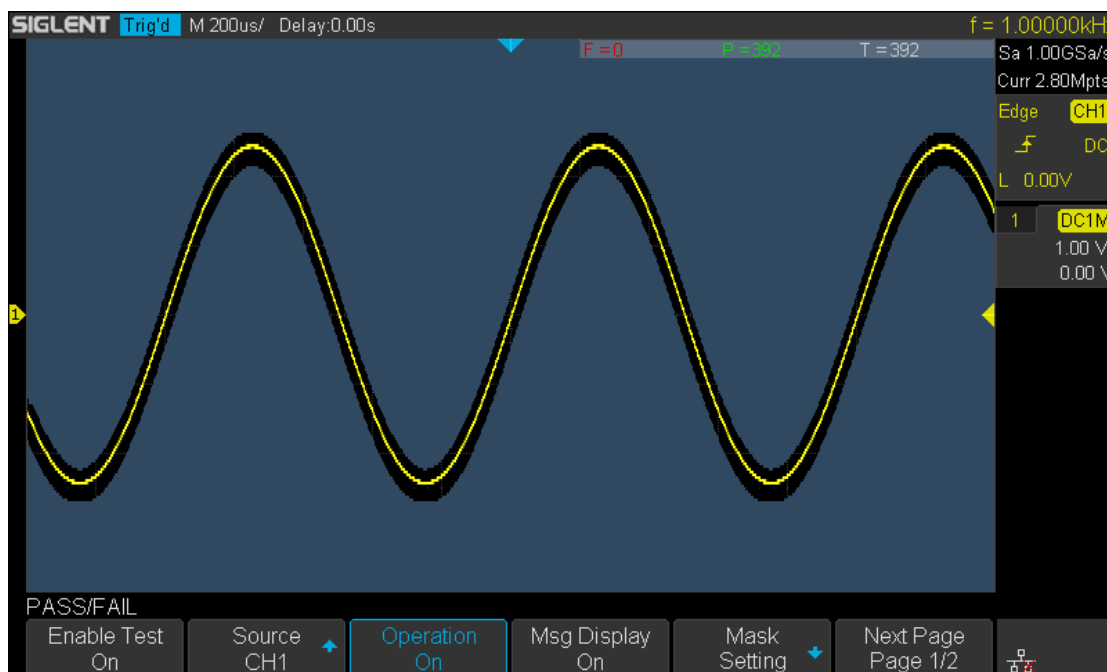 SIGLENT Trig'd M 200us/ Delay:0.00s f = 1.00000kHz
F =0 P =392 T =392
Sa 1.00GSa/s
Curr 2.80Mpts
Edge CH1
DC
L 0.00V
1 DC1M
1.00 V
0.00 V
1
PASS/FAIL
Enable Test Source Operation Msg Display Mask Next Page
On CH1 On On Setting Page 1/2